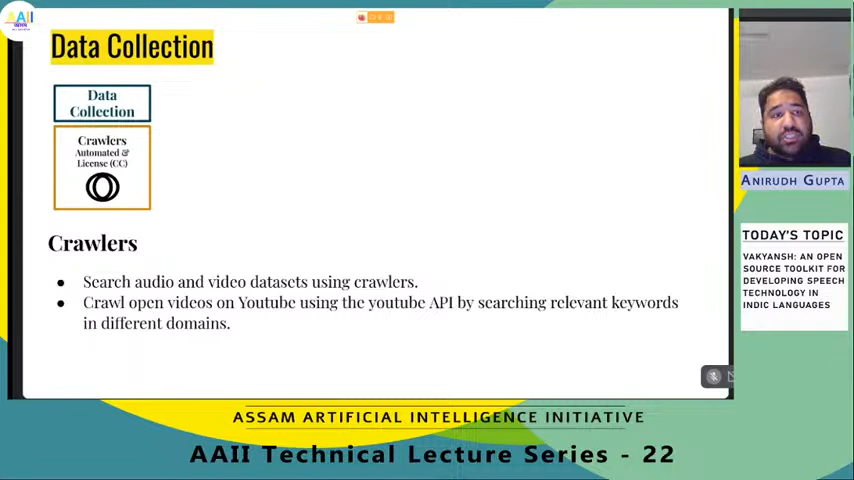 AAII
Data Collection
Data
Collection
Crawlers
Automated &
License (CC)
Crawlers
● Search audio and video datasets using crawlers.
● Crawl open videos on Youtube using the youtube API by searching relevant keywords
in different domains.
ANIRUDH GUPTA
TODAY'S TOPIC
VAKYANSH: AN OPEN
SOURCE TOOLKIT FOR
DEVELOPING SPEECH
TECHNOLOGY IN
INDIC LANGUAGES
ASSAM ARTIFICIAL INTELLIGENCE INITIATIVE
AAII Technical Lecture Series - 22